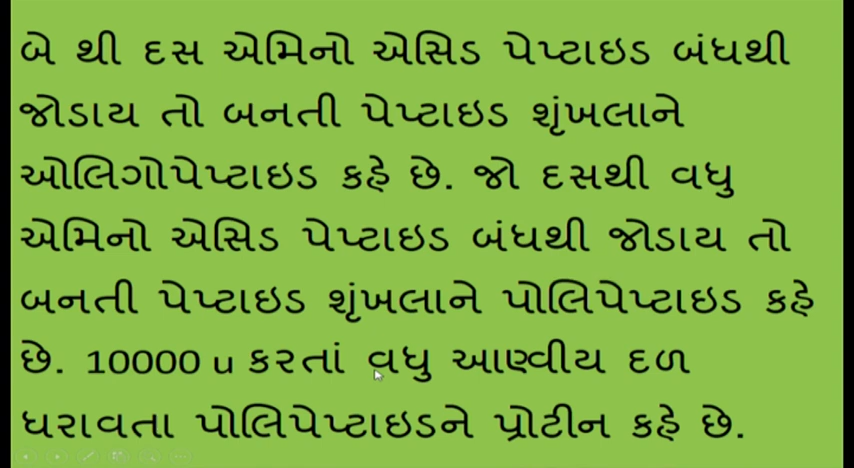 બે થી દસ એમિનો એસિડ પેપ્ટાઇડ બંધથી
જોડાય તો બનતી પેપ્ટાઇડ શૃંખલાને
ઓલિગોપેપ્ટાઇડ કહે છે. જો દસથી વધુ
એમિનો એસિડ પેપ્ટાઇડ બંધથી જોડાય તો
બનતી પેપ્ટાઇડ શૃંખલાને પોલિપેપ્ટાઇડ કહે
છે. 10000 u કરતાં વધુ આણ્વીય દળ
ધરાવતા પોલિપેપ્ટાઇડને પ્રોટીન કહે છે.